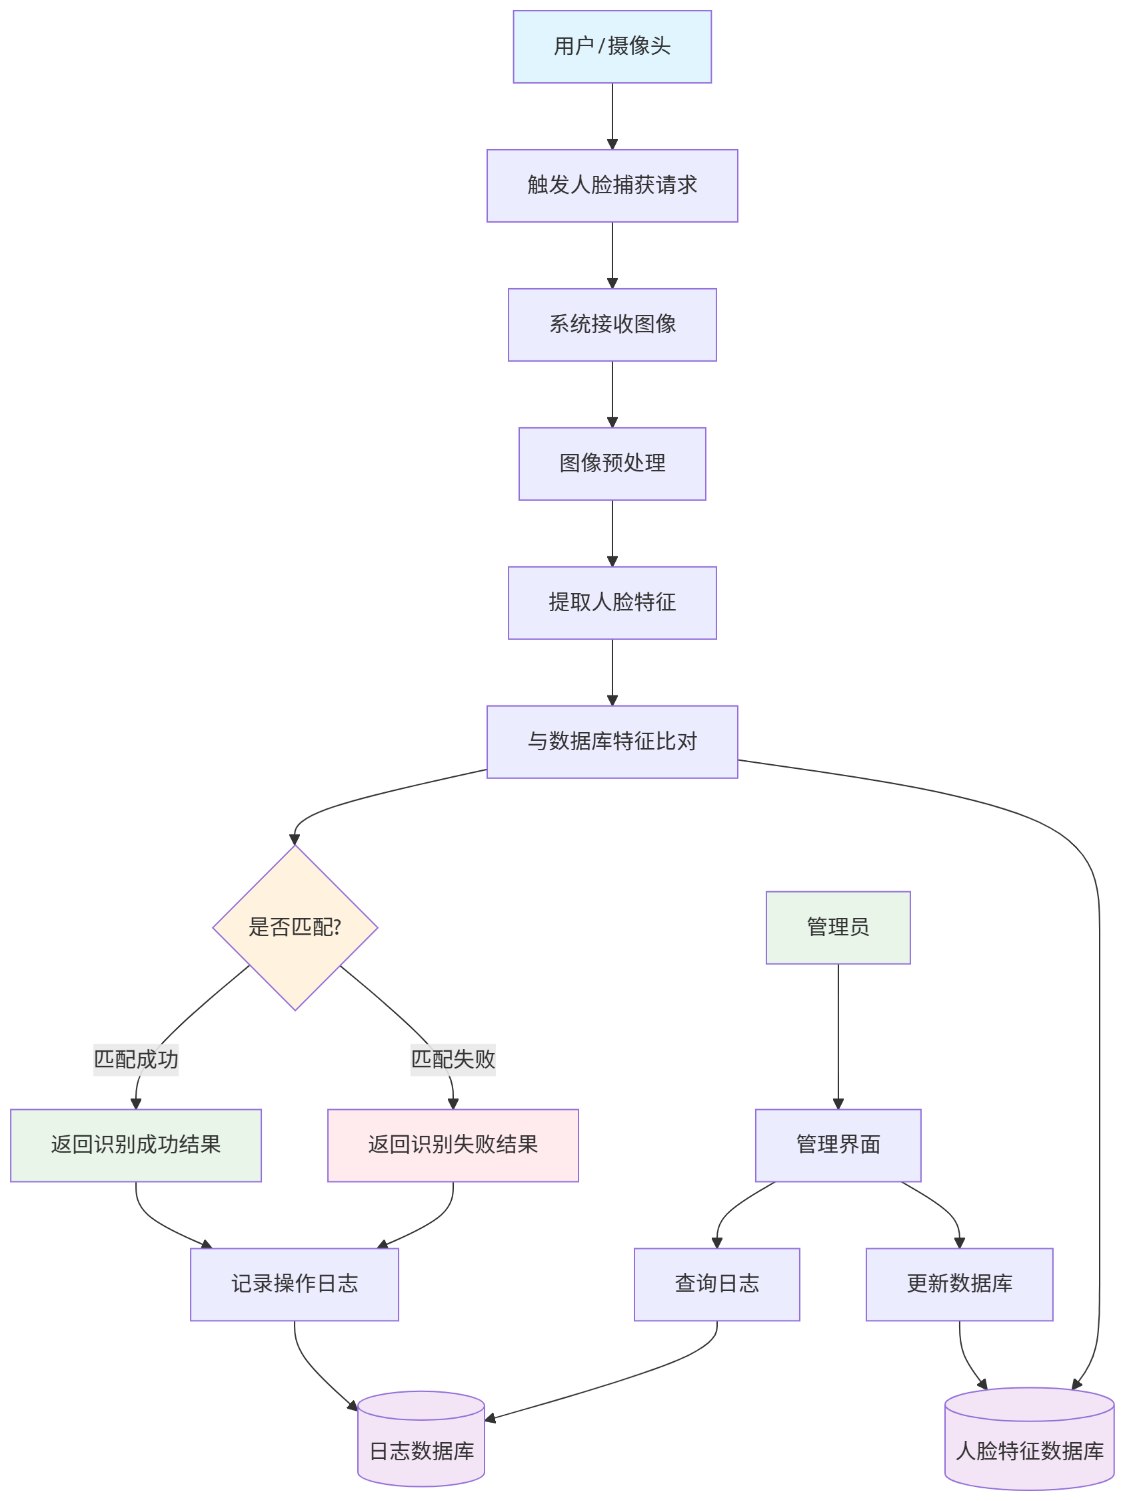 用户/摄像头
触发人脸捕获请求
系统接收图像
图像预处理
提取人脸特征
与数据库特征比对
是否匹配?
管理员
匹配成功
匹配失败
返回识别成功结果
返回识别失败结果
管理界面
记录操作日志
查询日志
更新数据库
日志数据库
人脸特征数据库